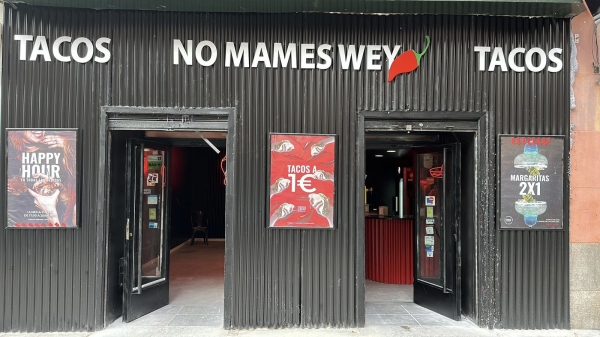 TACOS
NO MAMES WEY
TACOS
HAPPY
HOUR
TACOS A
1€
MARGARITAS
2X1